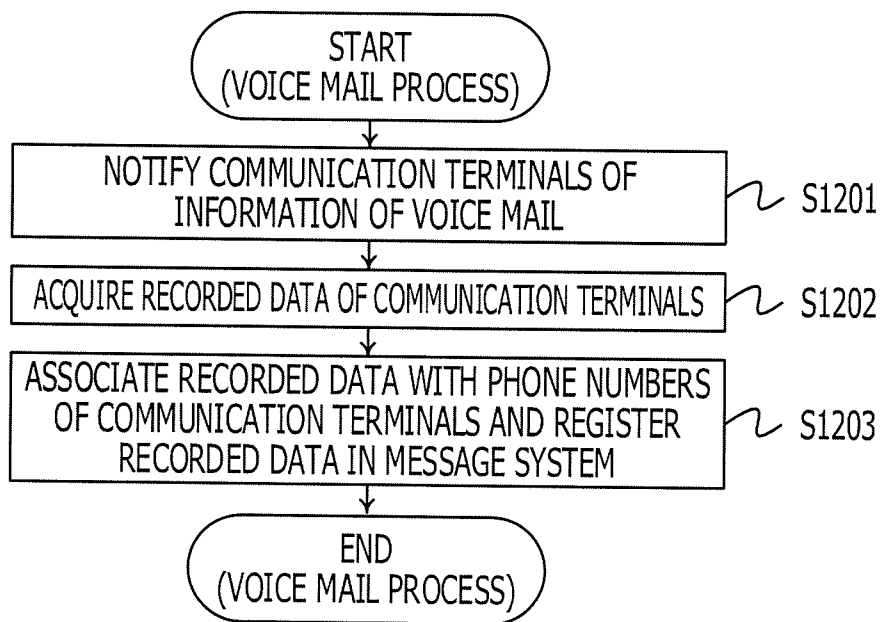 START
(VOICE MAIL PROCESS)
NOTIFY COMMUNICATION TERMINALS OF
INFORMATION OF VOICE MAIL
S1201
ACQUIRE RECORDED DATA OF COMMUNICATION TERMINALS
S1202
ASSOCIATE RECORDED DATA WITH PHONE NUMBERS
OF COMMUNICATION TERMINALS AND REGISTER
RECORDED DATA IN MESSAGE SYSTEM
S1203
END
(VOICE MAIL PROCESS)